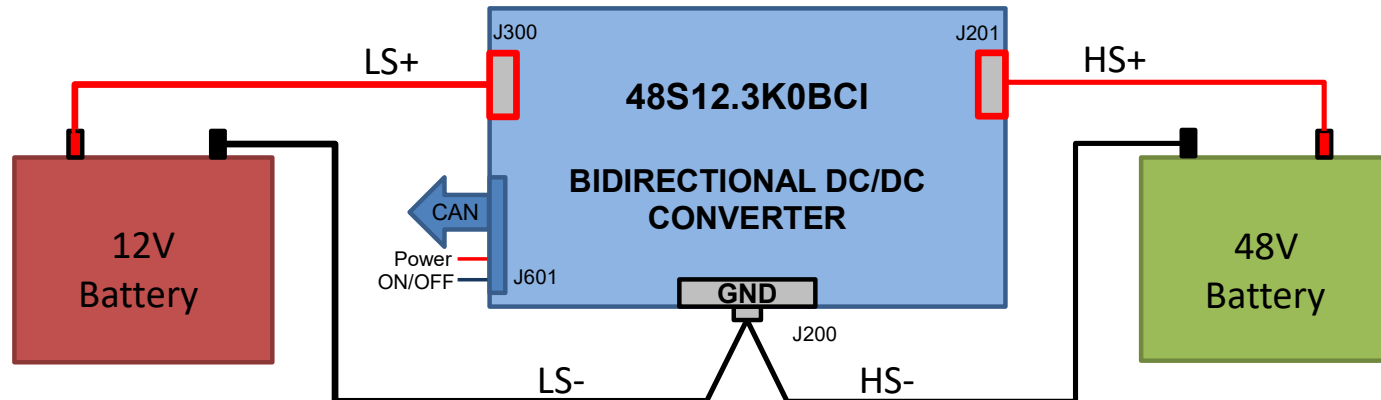 J300
J201
LS+
HS+
48S12.3K0BCI
BIDIRECTIONAL DC/DC
CONVERTER
CAN
12V
Battery
48V
Battery
Power
ON/OFF
J601
GND
J200
LS-
HS-